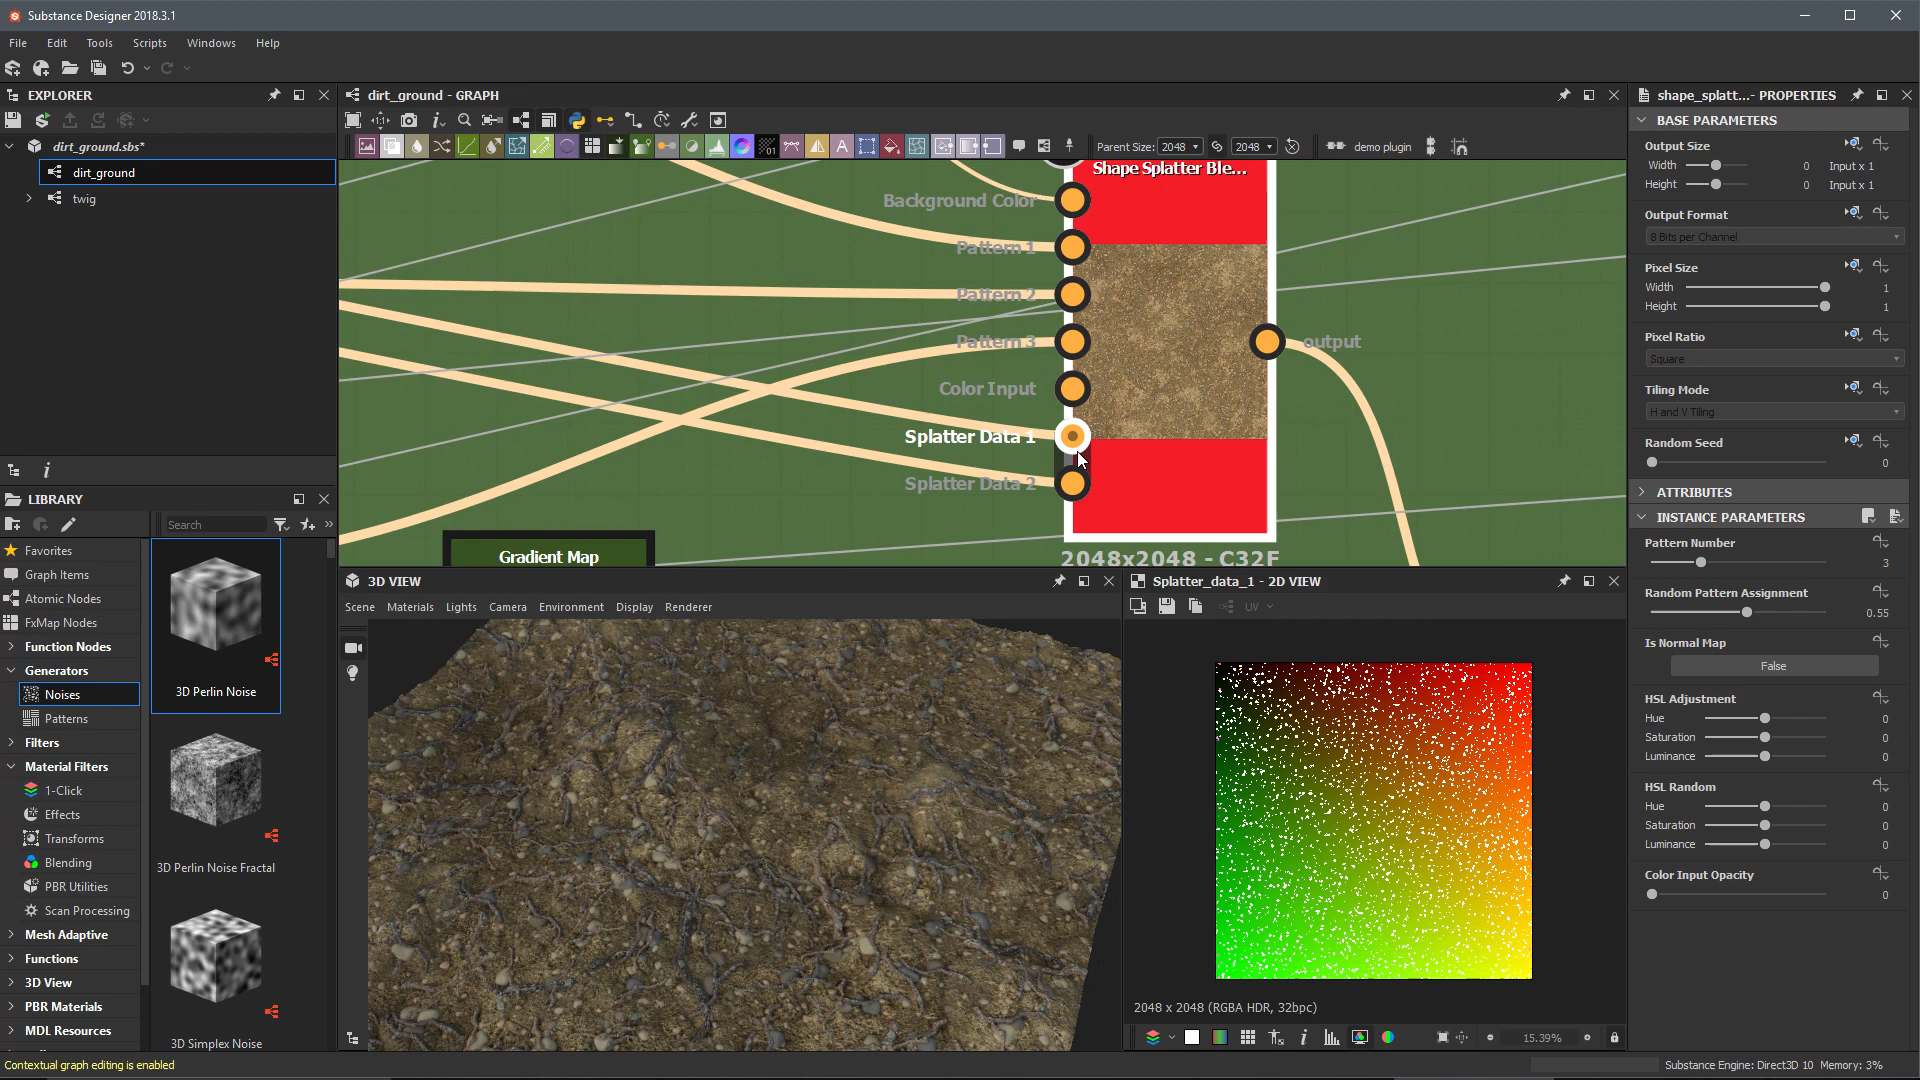 Substance Designer 2018.3.1
File Edit Tools Scripts Windows Help
EXPLORER
dirt_ground.sbs*
dirt_ground
twig
LIBRARY
Search
Favorites
Graph Items
Atomic Nodes
FxMap Nodes
Function Nodes
Generators
Noises
Patterns
Filters
Material Filters
1-Click
Effects
Transforms
Blending
PBR Utilities
Scan Processing
Mesh Adaptive
Functions
3D View
PBR Materials
MDL Resources
3D Perlin Noise
3D Perlin Noise Fractal
3D Simplex Noise
dirt_ground - GRAPH
Parent Size: 2048 2048
demo plugin
Shape Splatter Ble...
Background Color
Pattern 1
Pattern 2
Pattern 3
Color Input
Splatter Data 1
Splatter Data 2
output
Gradient Map
2048x2048 - C32F
3D VIEW
Scene Materials Lights Camera Environment Display Renderer
Splatter_data_1 - 2D VIEW
UV
2048 x 2048 (RGBA HDR, 32bpc)
15.39%
shape_splatt...- PROPERTIES
BASE PARAMETERS
Output Size
Width 0 Input x 1
Height 0 Input x 1
Output Format
8 Bits per Channel
Pixel Size
Width 1
Height 1
Pixel Ratio
Square
Tiling Mode
H and V Tiling
Random Seed
0
ATTRIBUTES
INSTANCE PARAMETERS
Pattern Number
3
Random Pattern Assignment
0.55
Is Normal Map
False
HSL Adjustment
Hue 0
Saturation 0
Luminance 0
HSL Random
Hue 0
Saturation 0
Luminance 0
Color Input Opacity
0
Contextual graph editing is enabled
Substance Engine: Direct3D 10 Memory: 3%